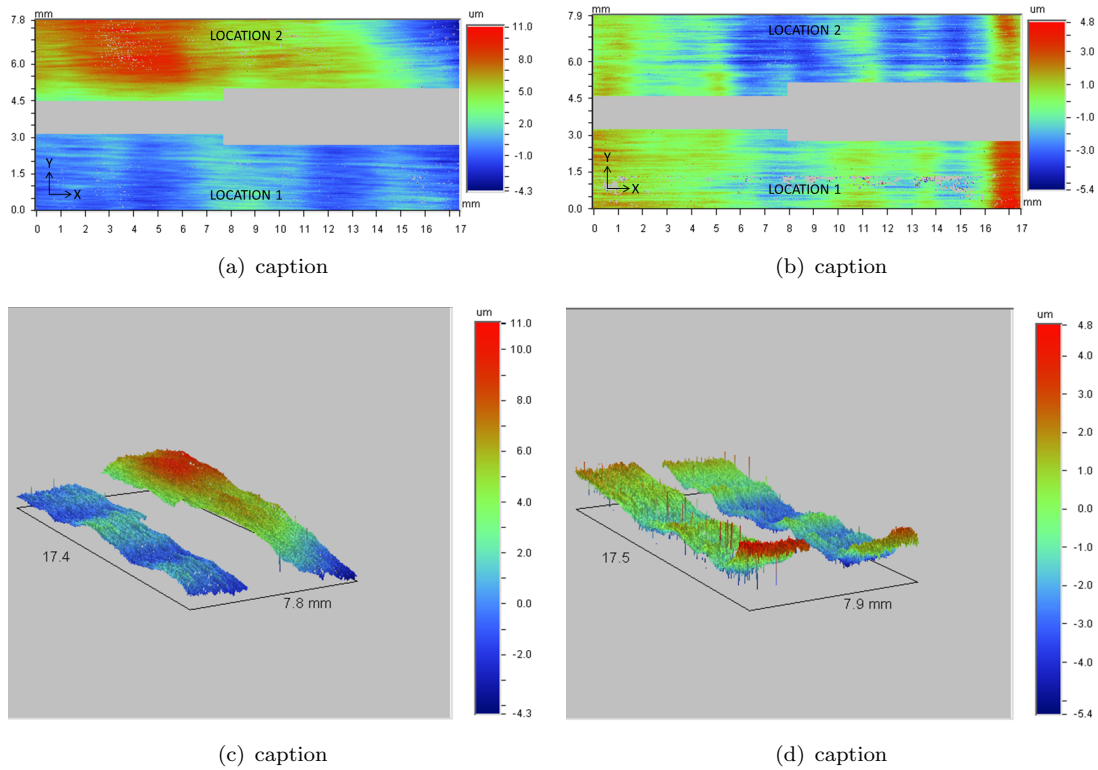 mm
um
7.8
11.0
LOCATION 2
8.0
6.0
4.5
5.0
3.0
2.0
Y
1.5
-1.0
X
LOCATION 1
0.0
-4.3
mm
0 1 2 3 4 5 6 7 8 9 10 11 12 13 14 15 16 17
(a) caption
mm
um
7.9
4.8
LOCATION 2
3.0
6.0
1.0
4.5
3.0
-1.0
Y
1.5
-3.0
X
LOCATION 1
0.0
-5.4
mm
0 1 2 3 4 5 6 7 8 9 10 11 12 13 14 15 16 17
(b) caption
um
11.0
10.0
8.0
6.0
4.0
2.0
0.0
-2.0
-4.3
17.4
7.8 mm
(c) caption
um
4.8
4.0
3.0
2.0
1.0
0.0
-1.0
-2.0
-3.0
-4.0
-5.4
17.5
7.9 mm
(d) caption